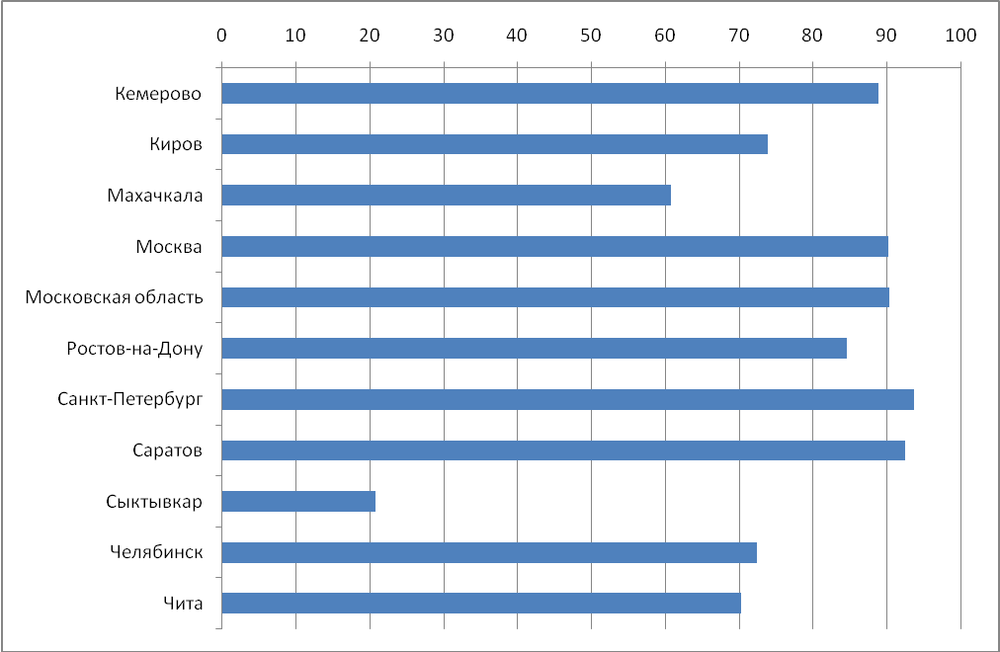 0 10 20 30 40 50 60 70 80 90 100
Кемерово
Киров
Махачкала
Москва
Московская область
Ростов-на-Дону
Санкт-Петербург
Саратов
Сыктывкар
Челябинск
Чита